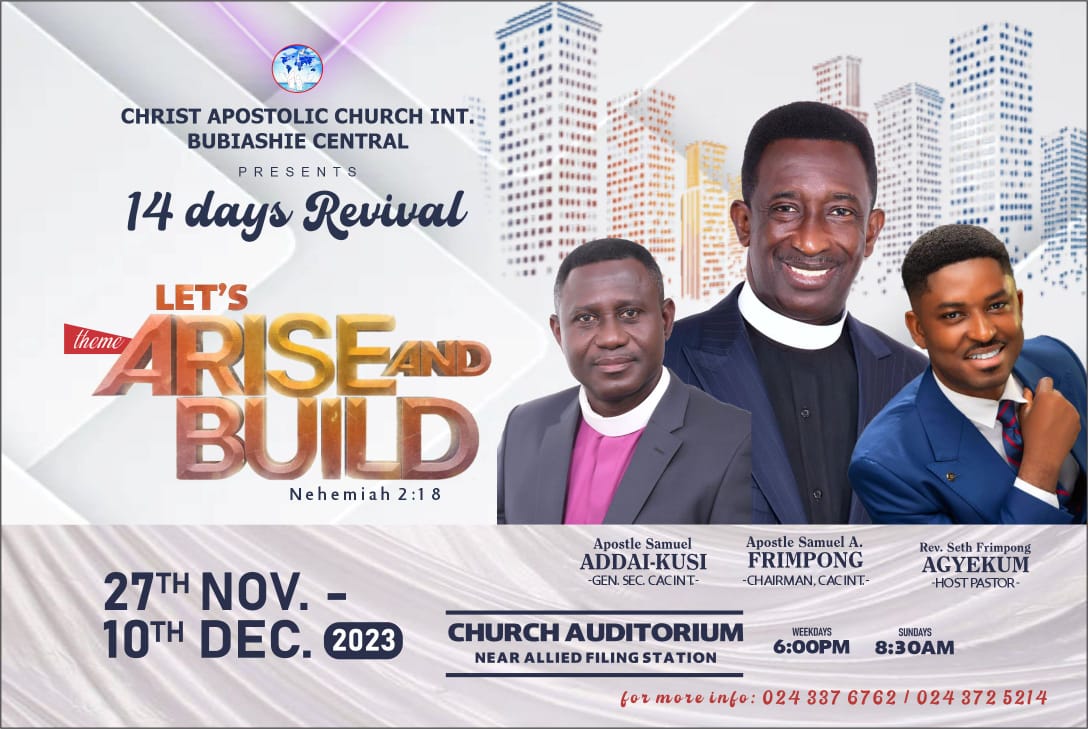 CHRIST APOSTOLIC CHURCH INT.
BUBIASHIE CENTRAL
PRESENTS
14 days Revival
theme
LET'S
ARISE AND
BUILD
Nehemiah 2:18
Apostle Samuel
ADDAI-KUSI
-GEN. SEC. CAC INT.-
Apostle Samuel A.
FRIMPONG
-CHAIRMAN, CAC INT.-
Rev. Seth Frimpong
AGYEKUM
-HOST PASTOR-
27TH NOV. -
10TH DEC. 2023
CHURCH AUDITORIUM
NEAR ALLIED FILING STATION
WEEKDAYS
6:00PM
SUNDAYS
8:30AM
for more info: 024 337 6762 / 024 372 5214